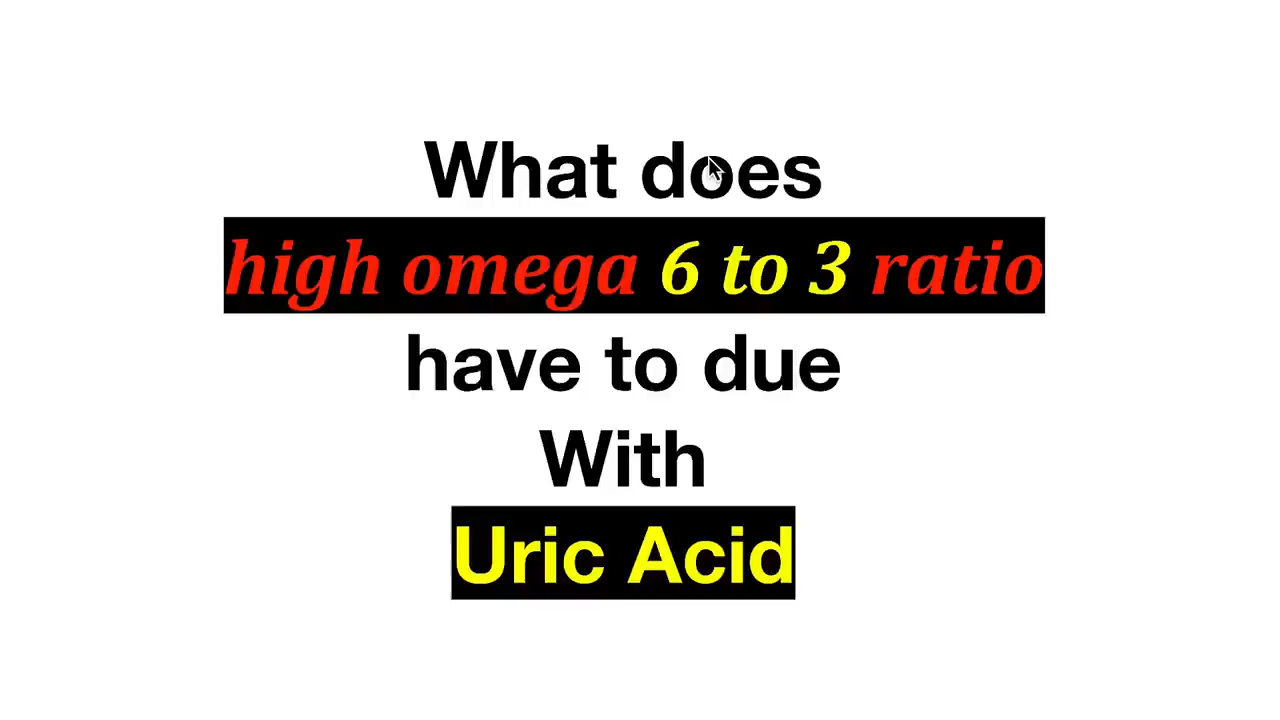 What does
high omega 6 to 3 ratio
have to due
With
Uric Acid